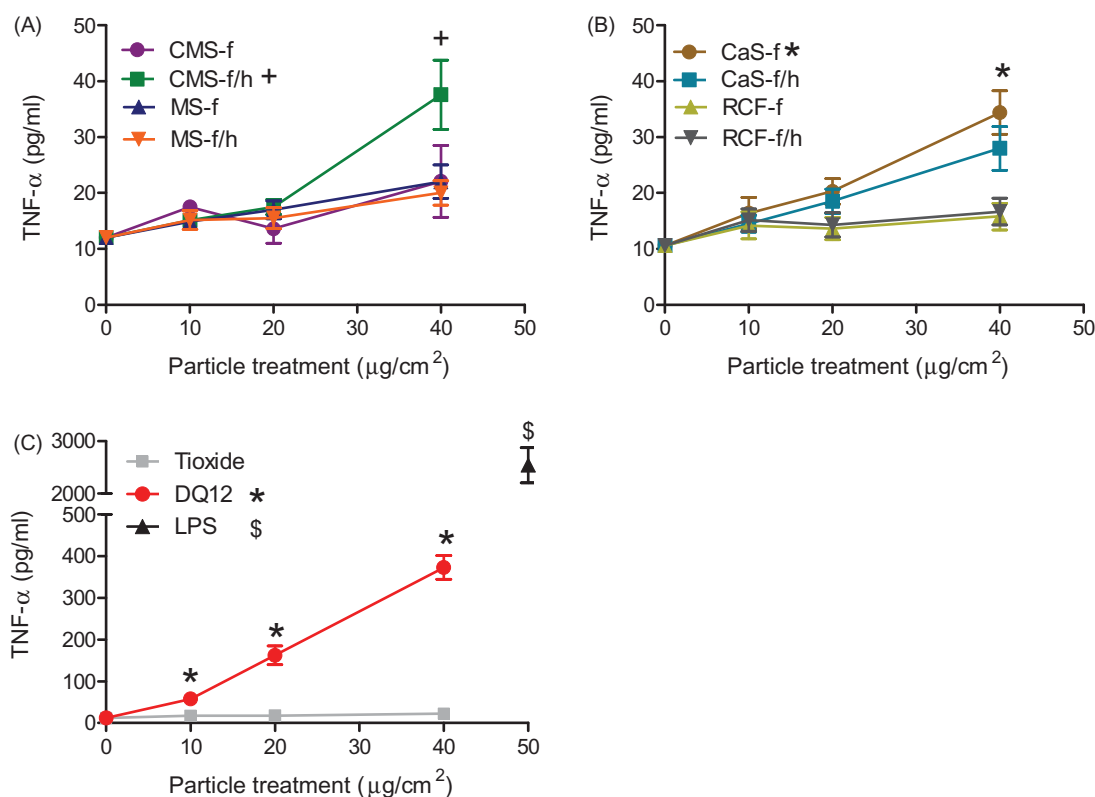 (A)
50
40
30
20
10
0
TNF-α (pg/ml)
CMS-f
CMS-f/h +
MS-f
MS-f/h
+
0 10 20 30 40 50
Particle treatment (μg/cm²)
(B)
50
40
30
20
10
0
TNF-α (pg/ml)
CaS-f *
CaS-f/h
RCF-f
RCF-f/h
*
0 10 20 30 40 50
Particle treatment (μg/cm²)
(C)
3000
2000
500
400
300
200
100
0
TNF-α (pg/ml)
Tioxide
DQ12 *
LPS $
$
*
*
*
0 10 20 30 40 50
Particle treatment (μg/cm²)